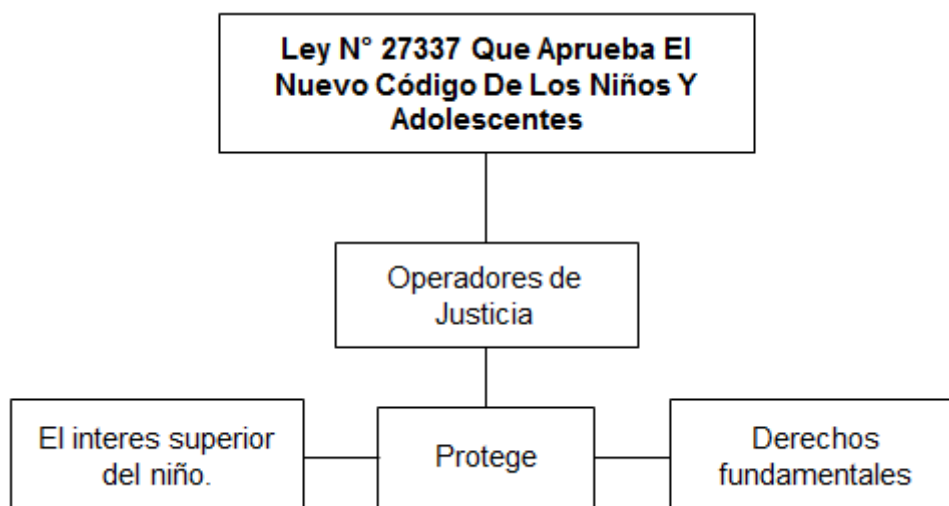 Ley N° 27337 Que Aprueba El
Nuevo Código De Los Niños Y
Adolescentes
Operadores de
Justicia
El interes superior
del niño.
Protege
Derechos
fundamentales